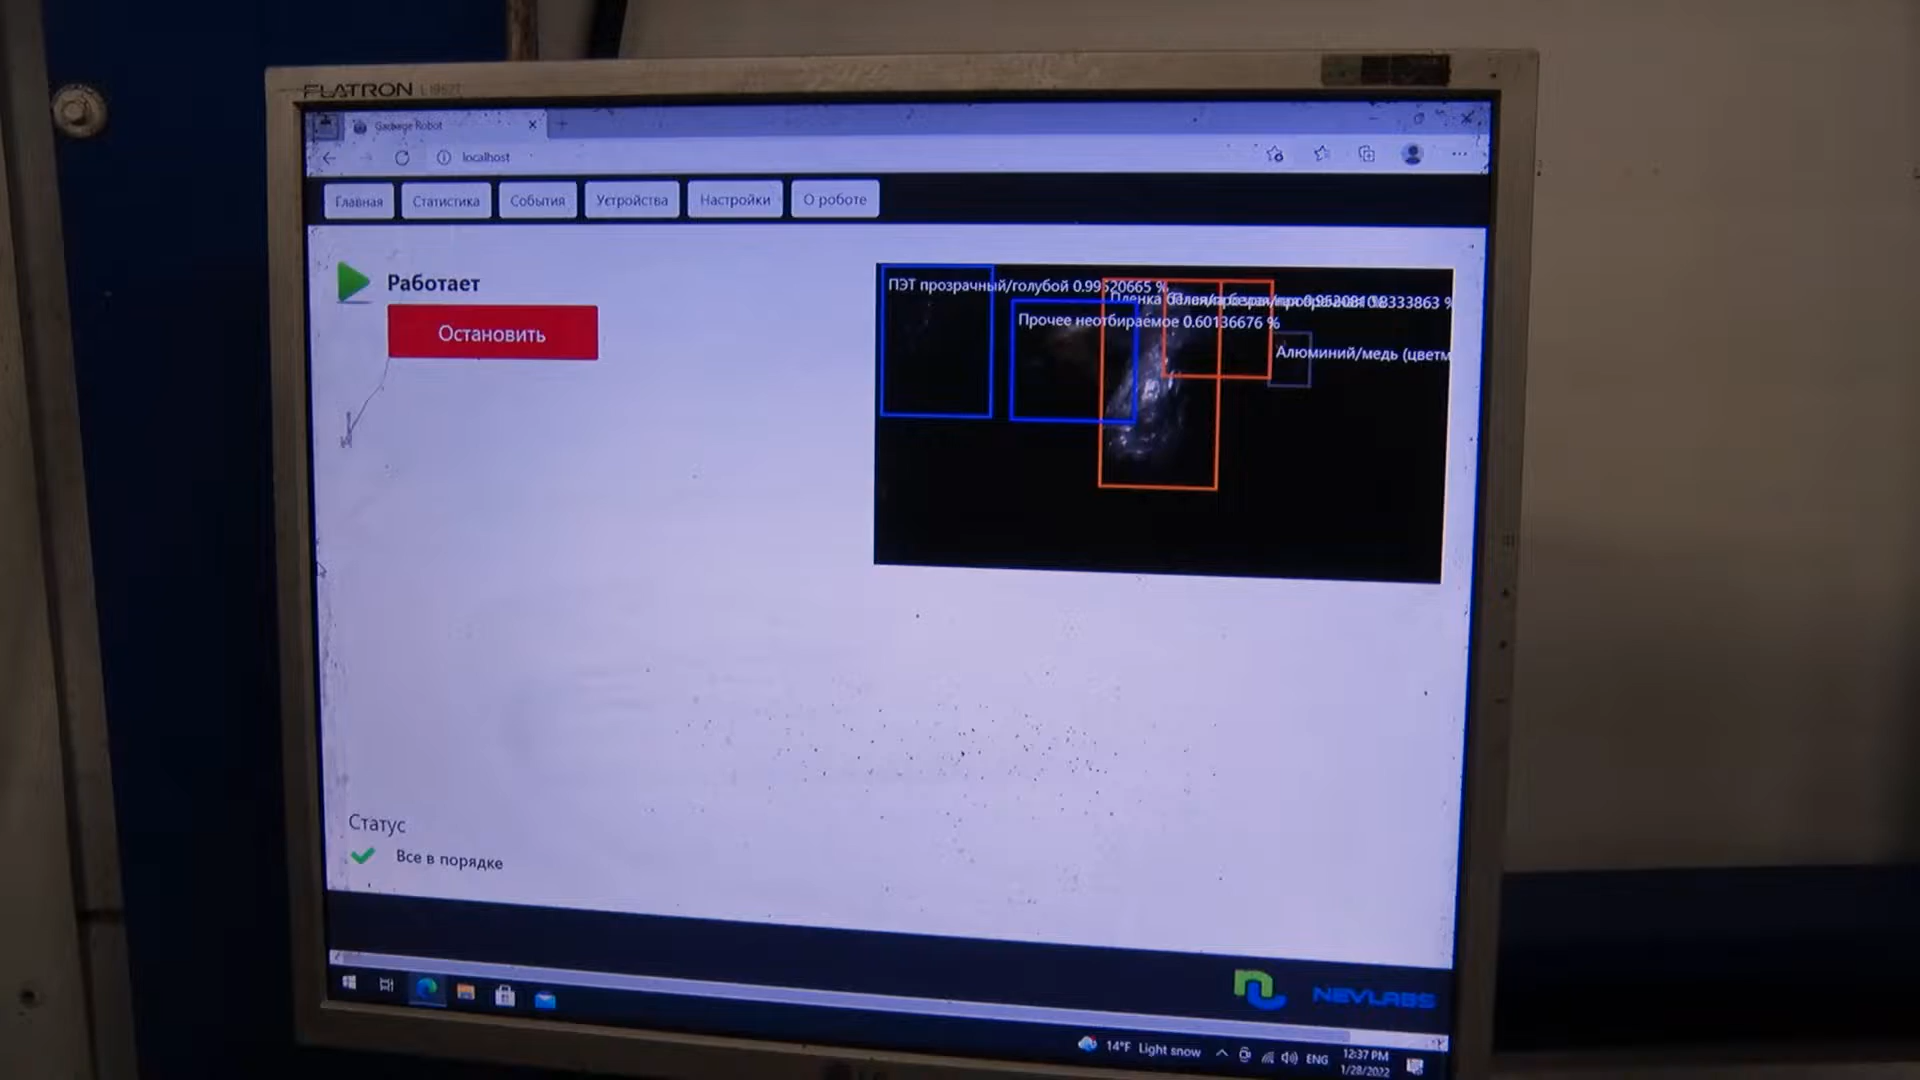 FLATRON
Garbage Robot
localhost
Главная Статистика События Устройства Настройки О роботе
Работает
Остановить
ПЭТ прозрачный/голубой 0.99520665 %
Пленка
Прочее неотбираемое 0.60136676 %
Алюминий/медь (цветм
Статус
Все в порядке
NEVLABS
14°F Light snow ENG 12:37 PM
1/28/2022